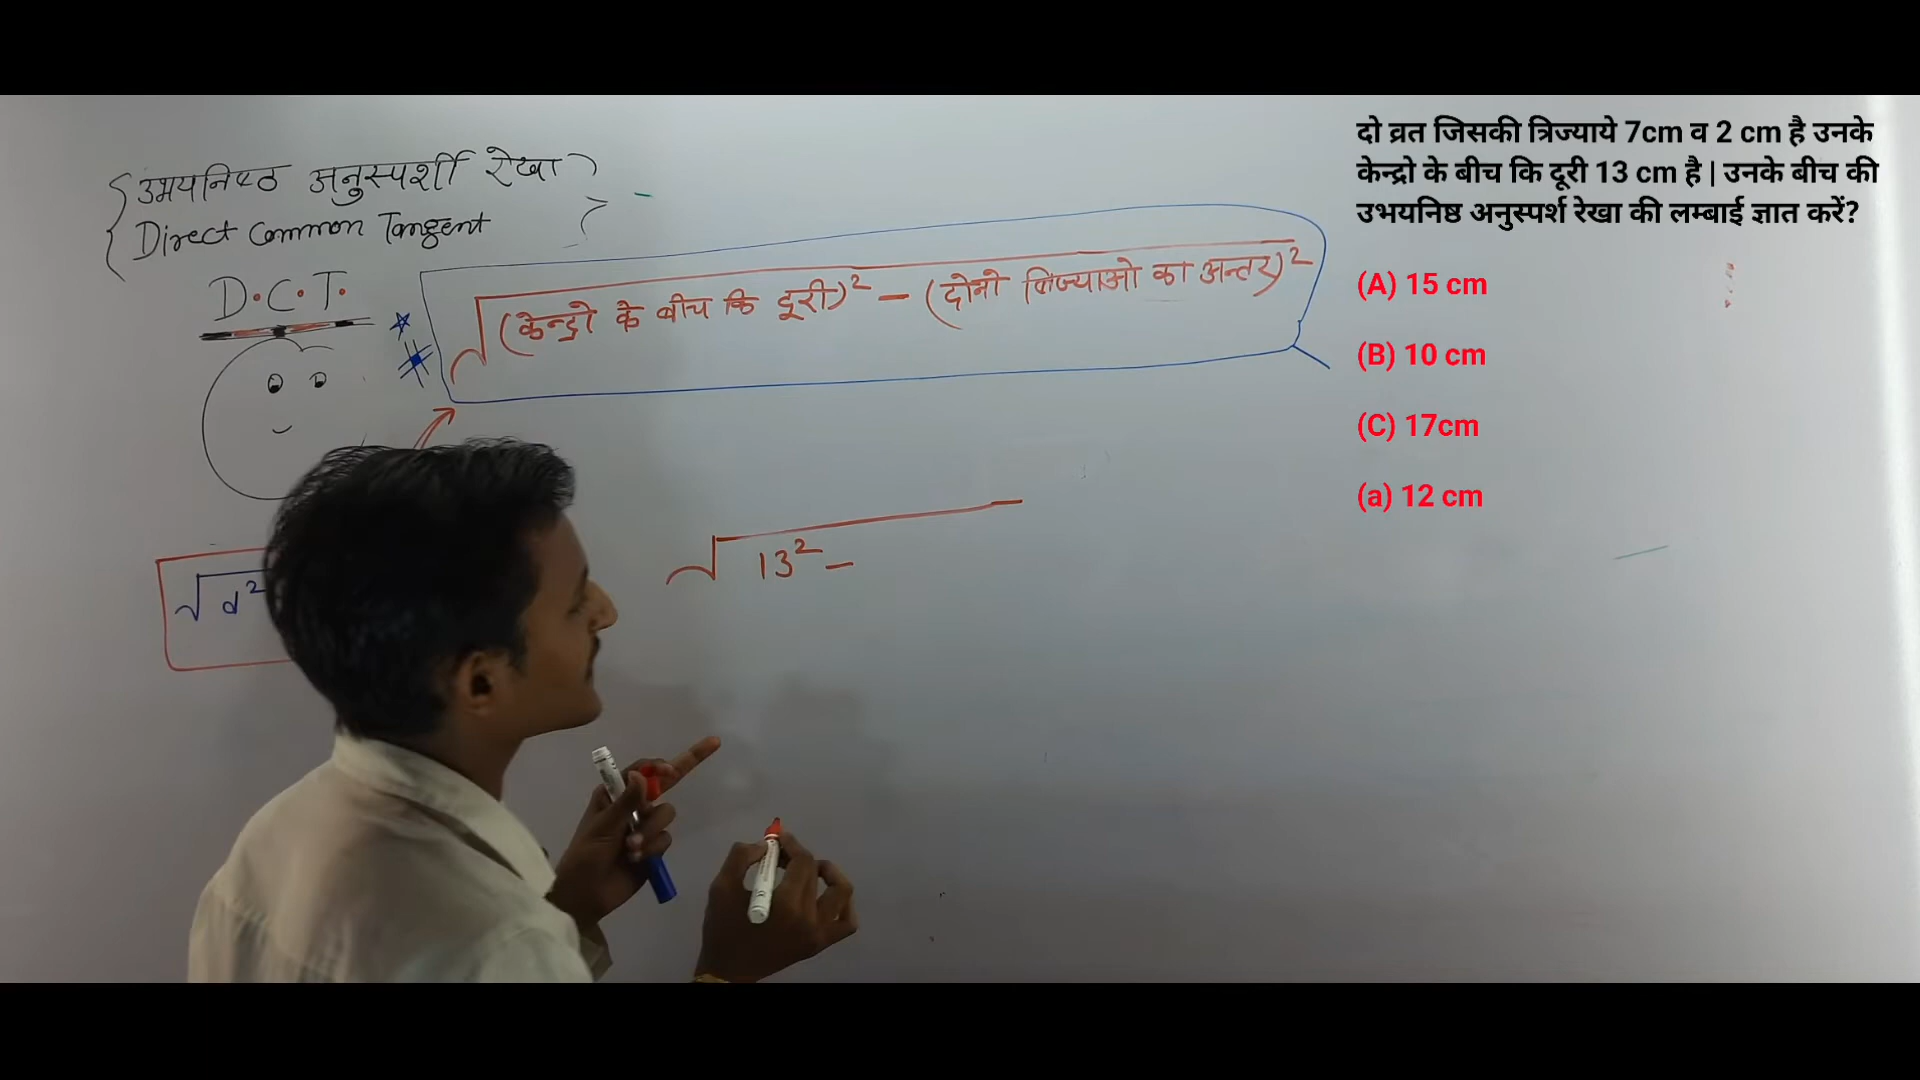 उभयनिष्ठ अनुस्पर्शी रेखा
Direct Common Tangent
D.C.T.
√(केन्द्रो के बीच कि दूरी)² − (दोनो त्रिज्याओ का अन्तर)²
√13² −
√d²
दो व्रत जिसकी त्रिज्याये 7cm व 2 cm है उनके
केन्द्रो के बीच कि दूरी 13 cm है | उनके बीच की
उभयनिष्ठ अनुस्पर्श रेखा की लम्बाई ज्ञात करें?
(A) 15 cm
(B) 10 cm
(C) 17cm
(a) 12 cm